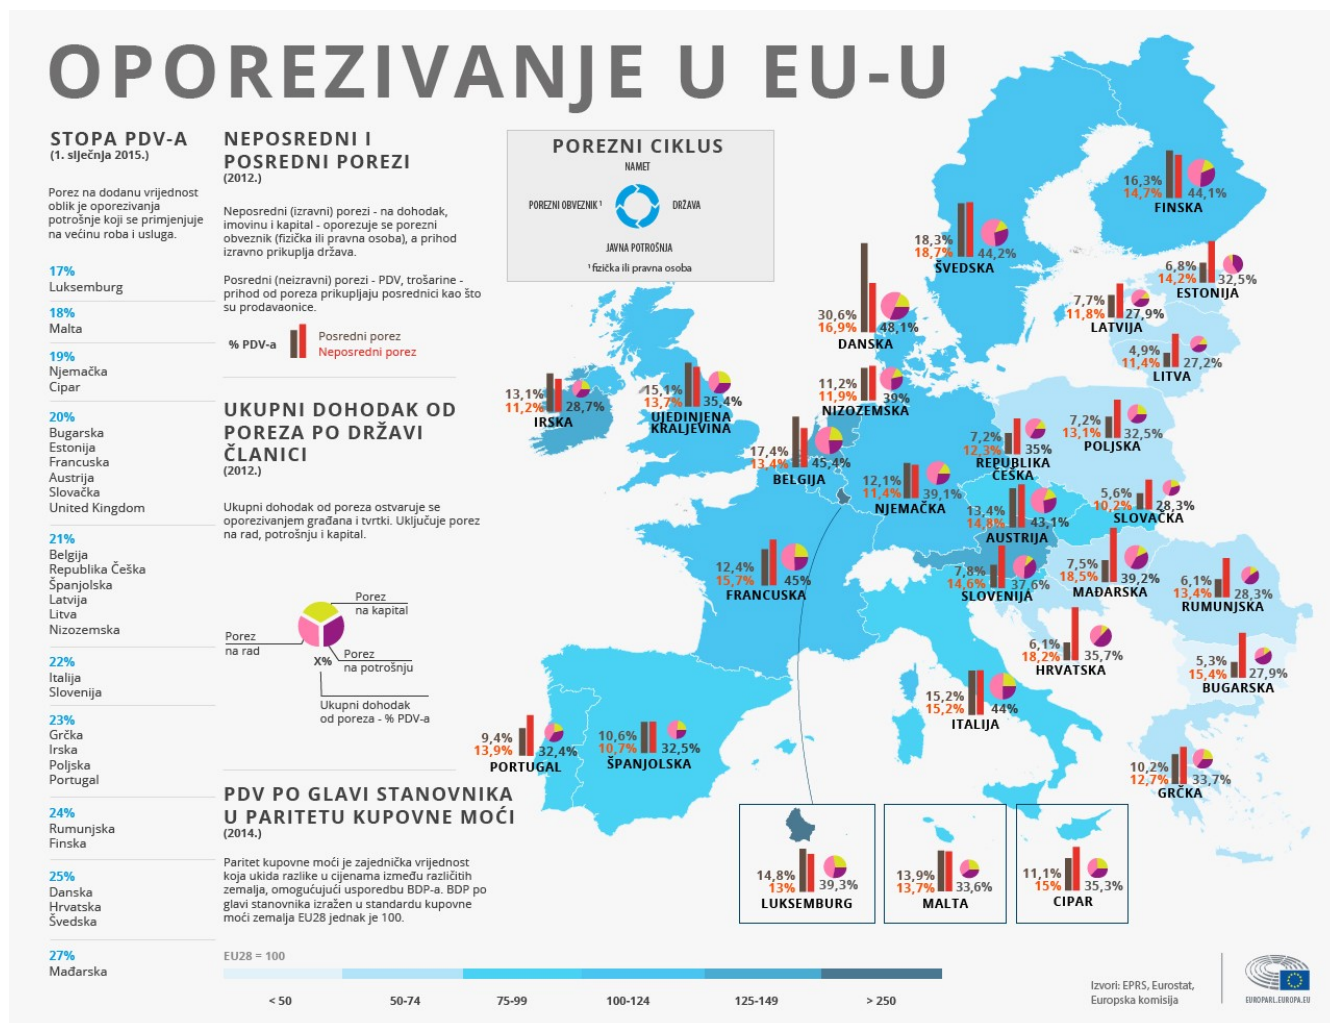 OPOREZIVANJE U EU-U
STOPA PDV-A
(1. siječnja 2015.)
Porez na dodanu vrijednost
oblik je oporezivanja
potrošnje koji se primjenjuje
na većinu roba i usluga.
17%
Luksemburg
18%
Malta
19%
Njemačka
Cipar
20%
Bugarska
Estonija
Francuska
Austrija
Slovačka
United Kingdom
21%
Belgija
Republika Češka
Španjolska
Latvija
Litva
Nizozemska
22%
Italija
Slovenija
23%
Grčka
Irska
Poljska
Portugal
24%
Rumunjska
Finska
25%
Danska
Hrvatska
Švedska
27%
Mađarska
NEPOSREDNI I
POSREDNI POREZI
(2012.)
Neposredni (izravni) porezi - na dohodak,
imovinu i kapital - oporezuje se porezni
obveznik (fizička ili pravna osoba), a prihod
izravno prikuplja država.
Posredni (neizravni) porezi - PDV, trošarine -
prihod od poreza prikupljaju posrednici kao što
su prodavaonice.
% PDV-a
Posredni porez
Neposredni porez
UKUPNI DOHODAK OD
POREZA PO DRŽAVI
ČLANICI
(2012.)
Ukupni dohodak od poreza ostvaruje se
oporezivanjem građana i tvrtki. Uključuje porez
na rad, potrošnju i kapital.
Porez
na kapital
Porez
na rad
Porez
na potrošnju
X%
Ukupni dohodak
od poreza - % PDV-a
PDV PO GLAVI STANOVNIKA
U PARITETU KUPOVNE MOĆI
(2014.)
Paritet kupovne moći je zajednička vrijednost
koja ukida razlike u cijenama između različitih
zemalja, omogućujući usporedbu BDP-a. BDP po
glavi stanovnika izražen u standardu kupovne
moći zemalja EU28 jednak je 100.
EU28 = 100
< 50
50-74
75-99
100-124
125-149
> 250
POREZNI CIKLUS
NAMET
POREZNI OBVEZNIK ¹
DRŽAVA
JAVNA POTROŠNJA
¹ fizička ili pravna osoba
16,3%
14,7% 44,1%
FINSKA
18,3%
18,7% 44,2%
ŠVEDSKA
6,8%
14,2% 32,5%
ESTONIJA
7,7%
11,8% 27,9%
LATVIJA
30,6%
16,9% 48,1%
DANSKA
4,9%
11,4% 27,2%
LITVA
13,1%
11,2% 28,7%
IRSKA
15,1%
13,7% 35,4%
UJEDINJENA
KRALJEVINA
11,2%
11,9% 39%
NIZOZEMSKA
7,2%
13,1% 32,5%
POLJSKA
7,2%
12,3% 35%
REPUBLIKA
ČEŠKA
17,4%
13,4% 45,4%
BELGIJA
12,1%
11,4% 39,1%
NJEMAČKA
5,6%
10,2% 28,3%
SLOVAČKA
13,4%
14,8% 43,1%
AUSTRIJA
12,4%
15,7% 45%
FRANCUSKA
7,8%
14,6% 37,6%
SLOVENIJA
7,5%
18,5% 39,2%
MAĐARSKA
6,1%
13,4% 28,3%
RUMUNJSKA
6,1%
18,2% 35,7%
HRVATSKA
5,3%
15,4% 27,9%
BUGARSKA
15,2%
15,2% 44%
ITALIJA
9,4%
13,9% 32,4%
PORTUGAL
10,6%
10,7% 32,5%
ŠPANJOLSKA
10,2%
12,7% 33,7%
GRČKA
14,8%
13% 39,3%
LUKSEMBURG
13,9%
13,7% 33,6%
MALTA
11,1%
15% 35,3%
CIPAR
Izvori: EPRS, Eurostat,
Europska komisija
EUROPARL.EUROPA.EU